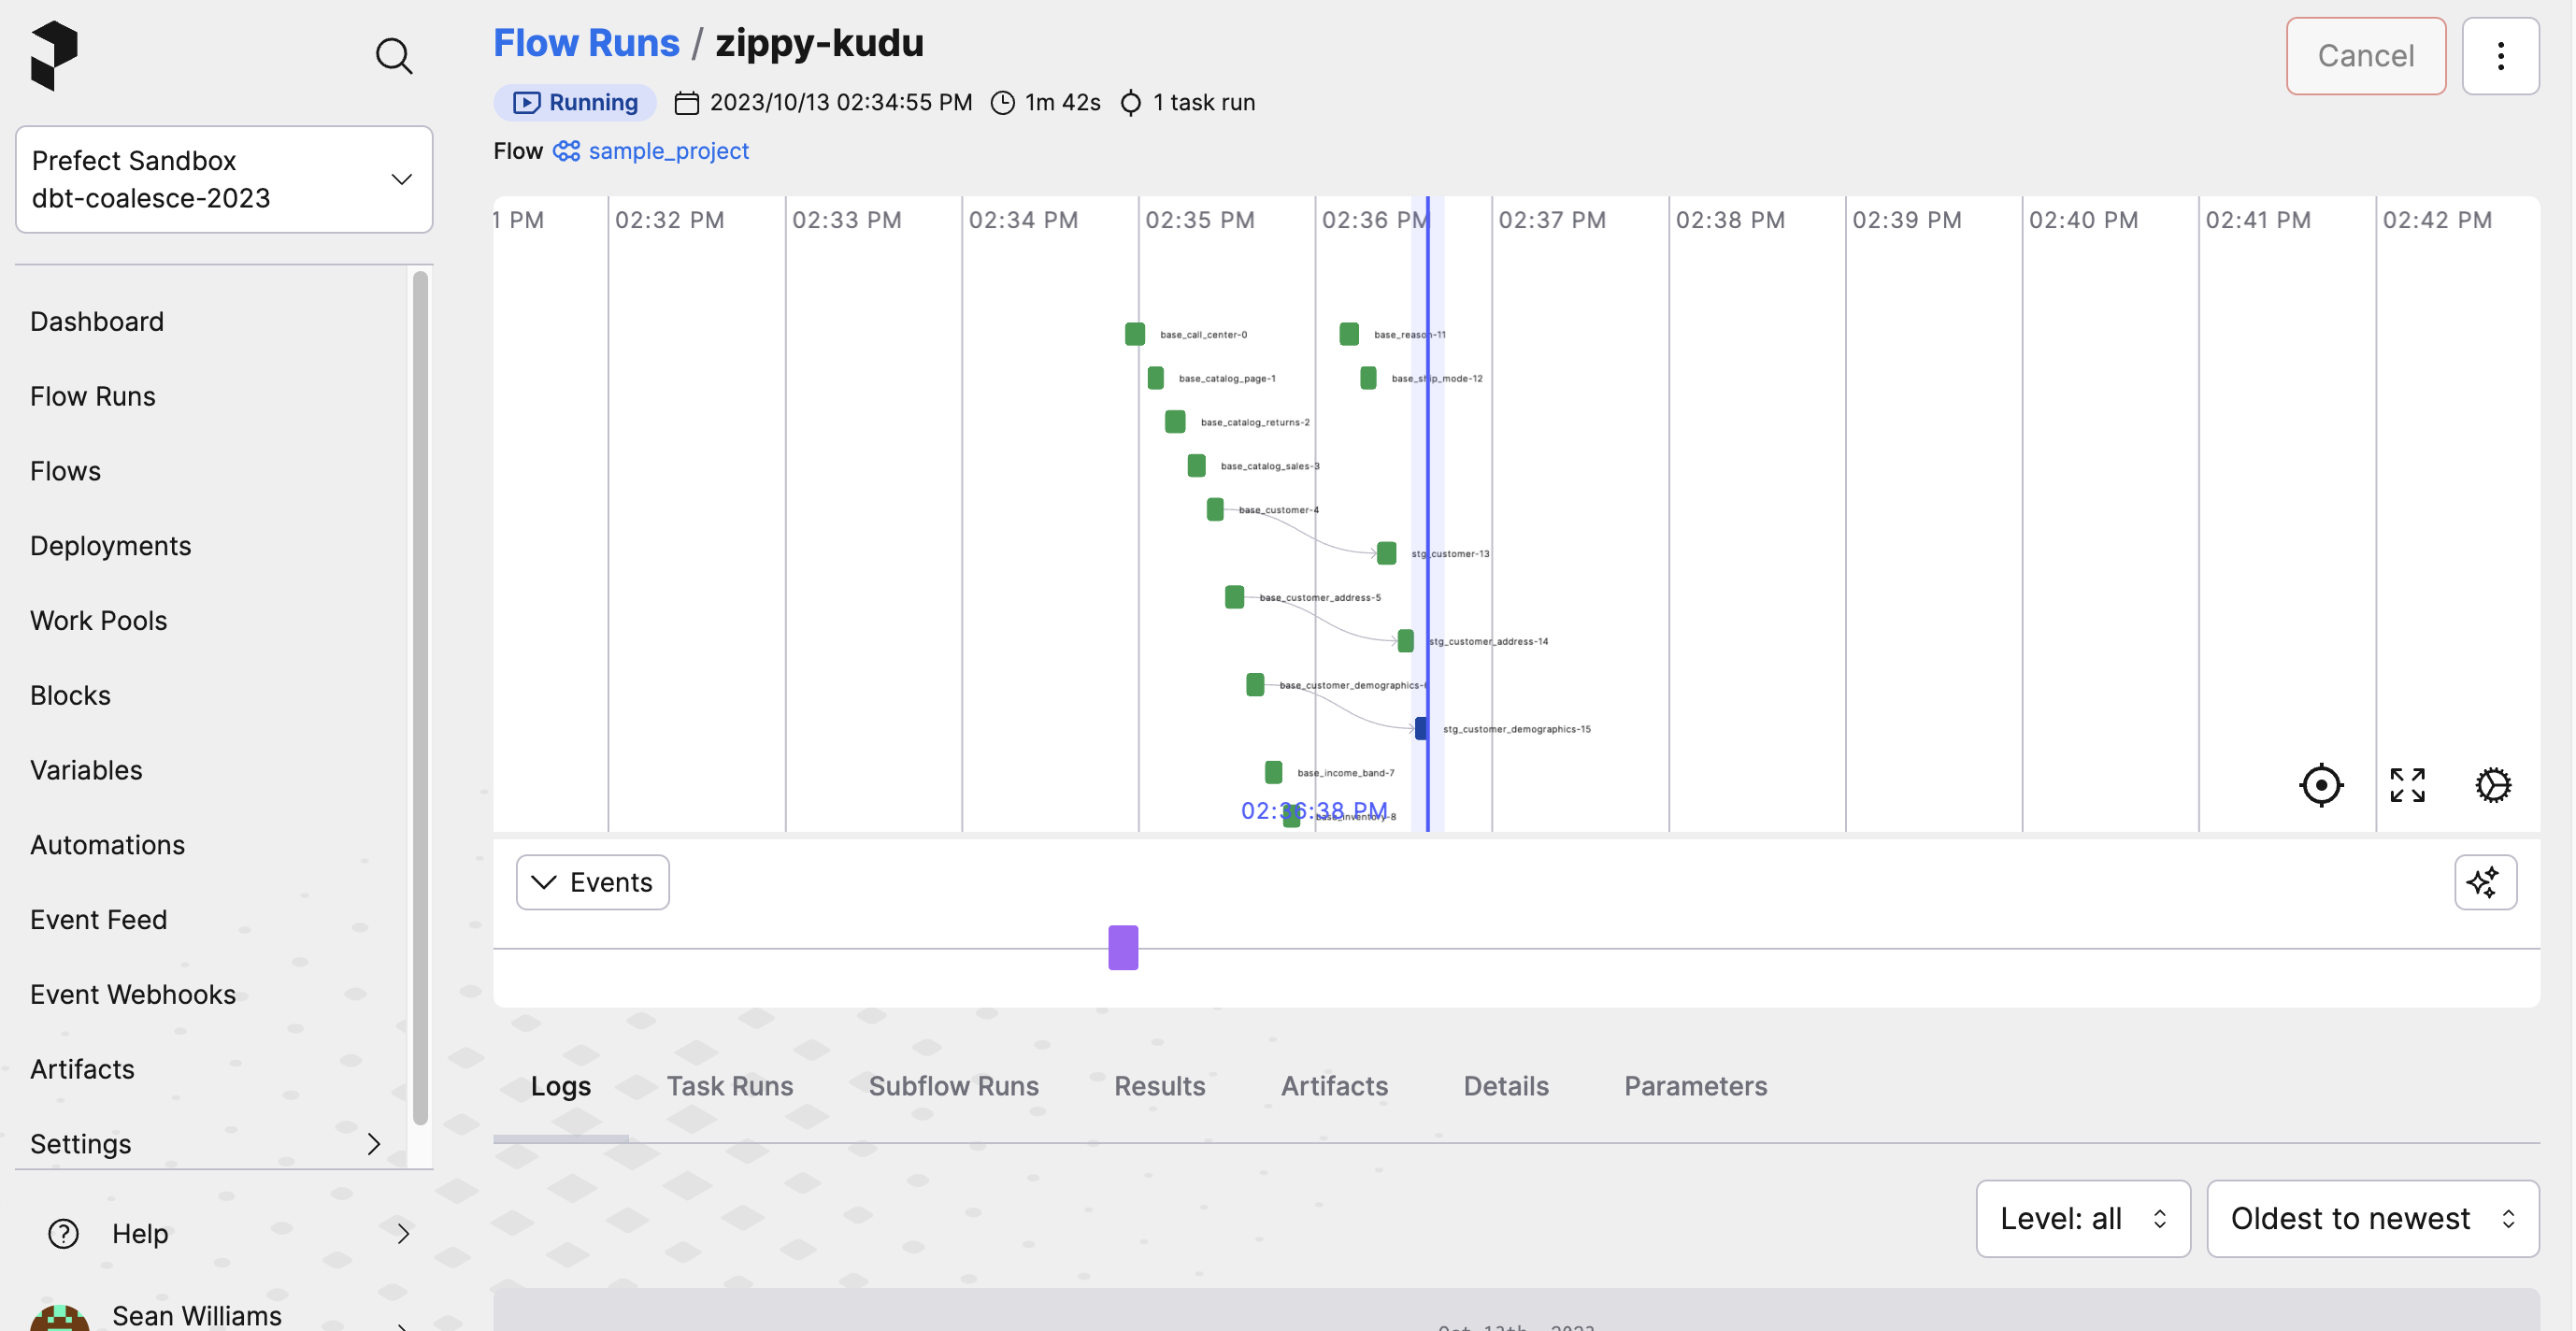 Flow Runs / zippy-kudu
Cancel
Running 2023/10/13 02:34:55 PM 1m 42s 1 task run
Flow sample_project
Prefect Sandbox
dbt-coalesce-2023
Dashboard
Flow Runs
Flows
Deployments
Work Pools
Blocks
Variables
Automations
Event Feed
Event Webhooks
Artifacts
Settings
Help
Sean Williams
1 PM 02:32 PM 02:33 PM 02:34 PM 02:35 PM 02:36 PM 02:37 PM 02:38 PM 02:39 PM 02:40 PM 02:41 PM 02:42 PM
base_call_center-0 base_reason-11
base_catalog_page-1 base_ship_mode-12
base_catalog_returns-2
base_catalog_sales-3
base_customer-4
stg_customer-13
base_customer_address-5
stg_customer_address-14
base_customer_demographics-6
stg_customer_demographics-15
base_income_band-7
02:36:38 PM
base_inventory-8
Events
Logs Task Runs Subflow Runs Results Artifacts Details Parameters
Level: all Oldest to newest
Oct 13th, 2023